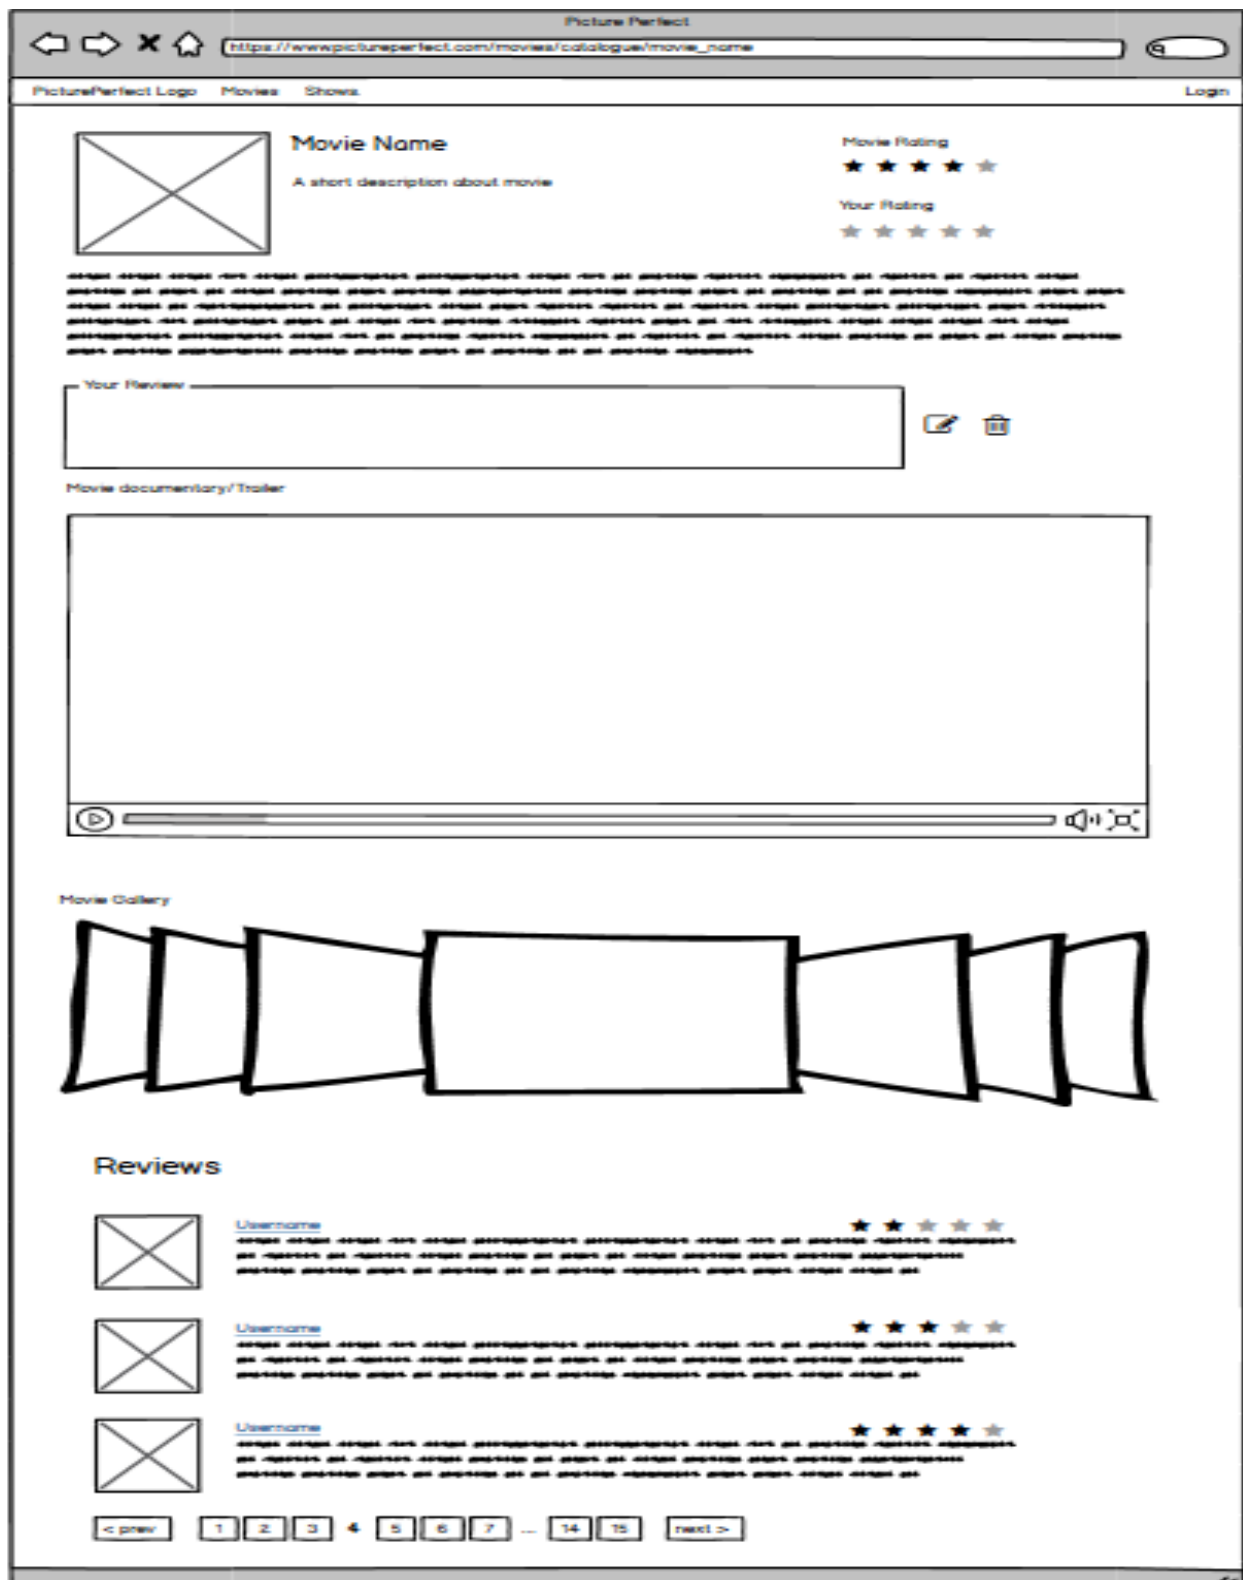 Picture Perfect
https://www.pictureperfect.com/movies/catalogue/movie_name
PicturePerfect Logo Movies Shows Login
Movie Name
Movie Rating
A short description about movie
Your Rating
Your Review
Movie documentary/Trailer
Movie Gallery
Reviews
Username
Username
Username
< prev 1 2 3 4 5 6 7 ... 14 15 next >